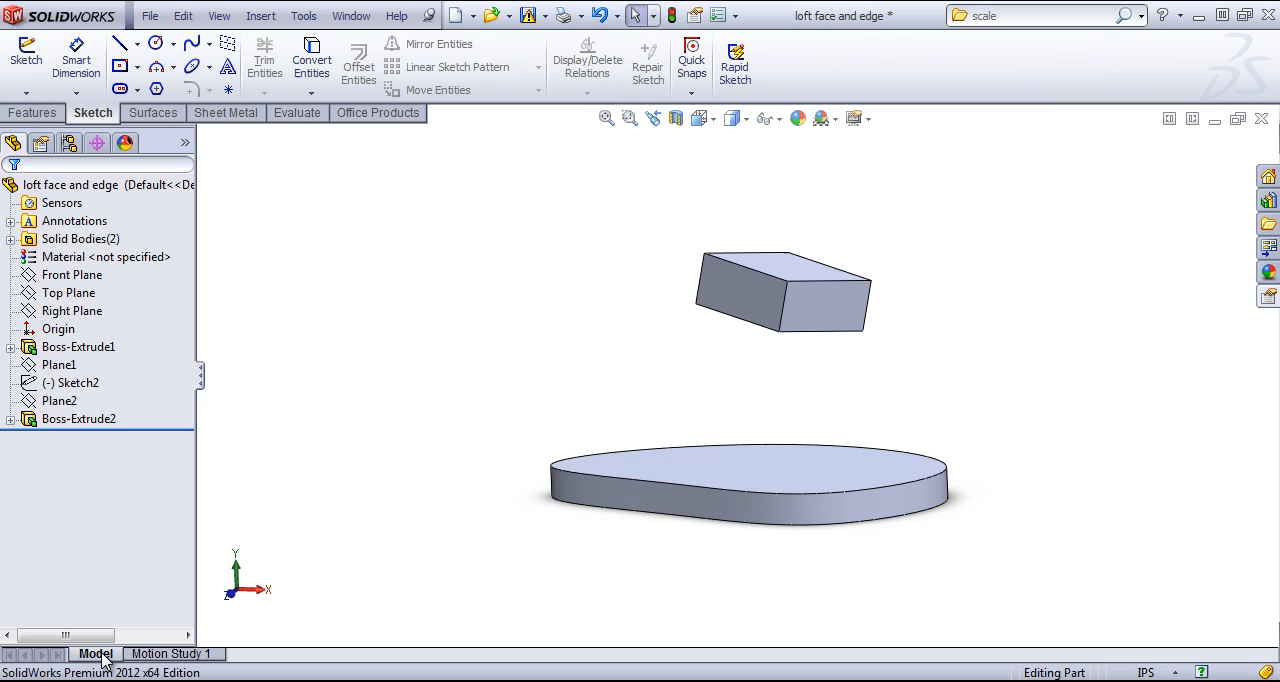 SOLIDWORKS File Edit View Insert Tools Window Help loft face and edge * scale
Sketch Smart Dimension Trim Entities Convert Entities Offset Entities Mirror Entities Linear Sketch Pattern Move Entities Display/Delete Relations Repair Sketch Quick Snaps Rapid Sketch
Features Sketch Surfaces Sheet Metal Evaluate Office Products
loft face and edge (Default<<De
Sensors
Annotations
Solid Bodies(2)
Material <not specified>
Front Plane
Top Plane
Right Plane
Origin
Boss-Extrude1
Plane1
(-) Sketch2
Plane2
Boss-Extrude2
Y
X
Z
Model Motion Study 1
SolidWorks Premium 2012 x64 Edition Editing Part IPS